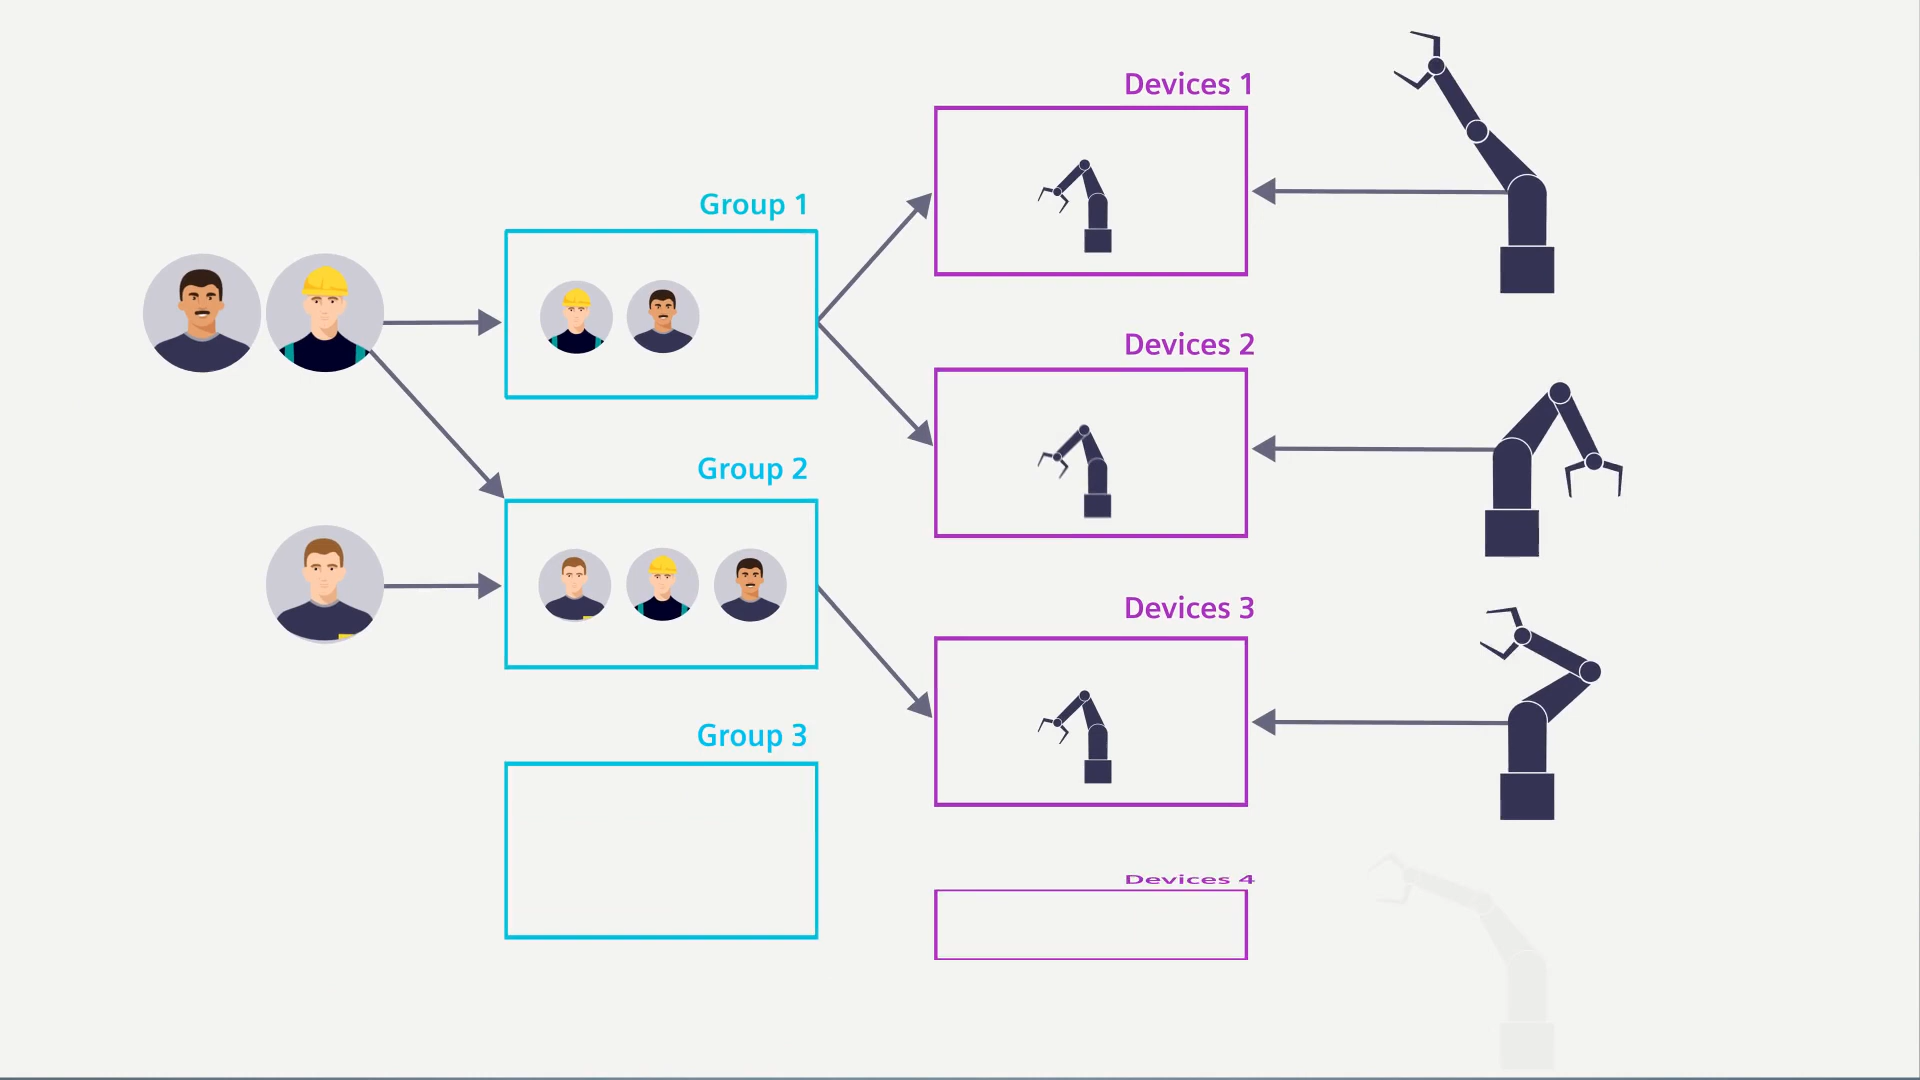 Devices 1
Group 1
Devices 2
Group 2
Devices 3
Group 3
Devices 4